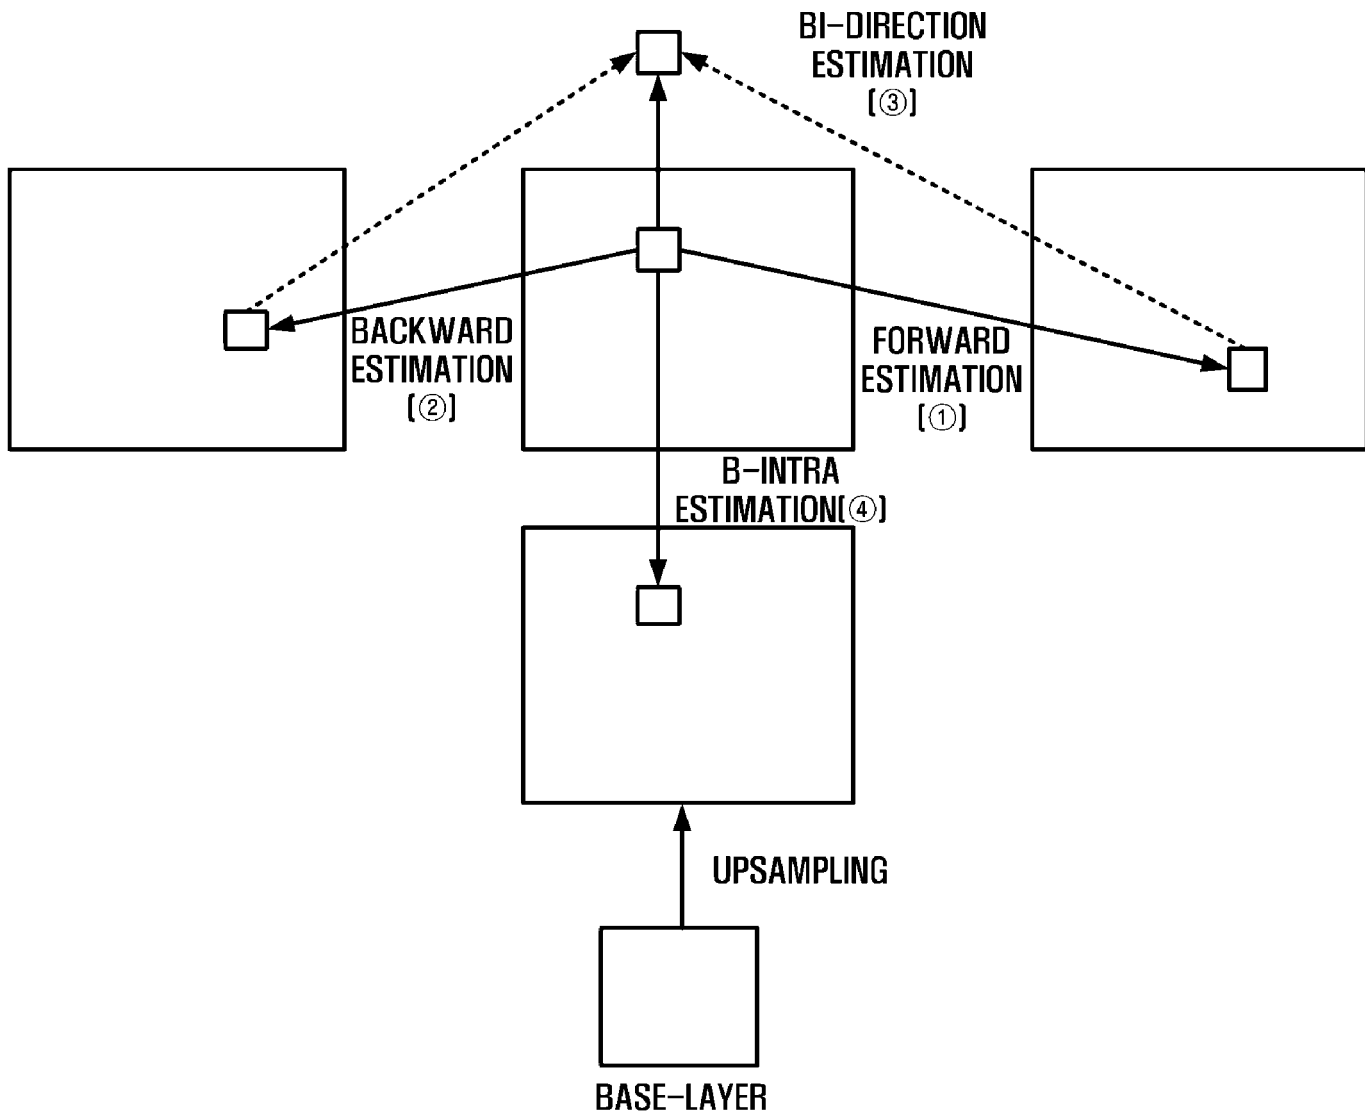 BI-DIRECTION
ESTIMATION
(③)
BACKWARD
ESTIMATION
(②)
FORWARD
ESTIMATION
(①)
B-INTRA
ESTIMATION(④)
UPSAMPLING
BASE-LAYER